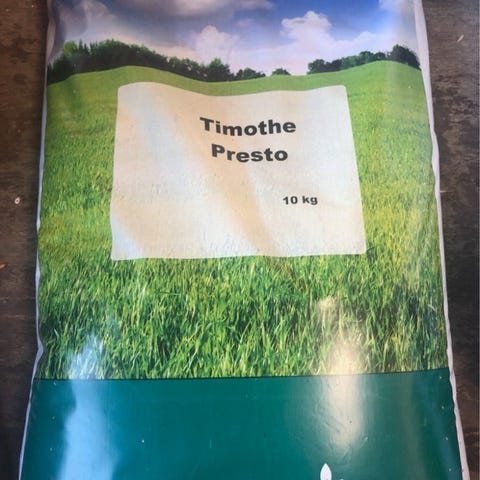 Timothe
Presto
10 kg